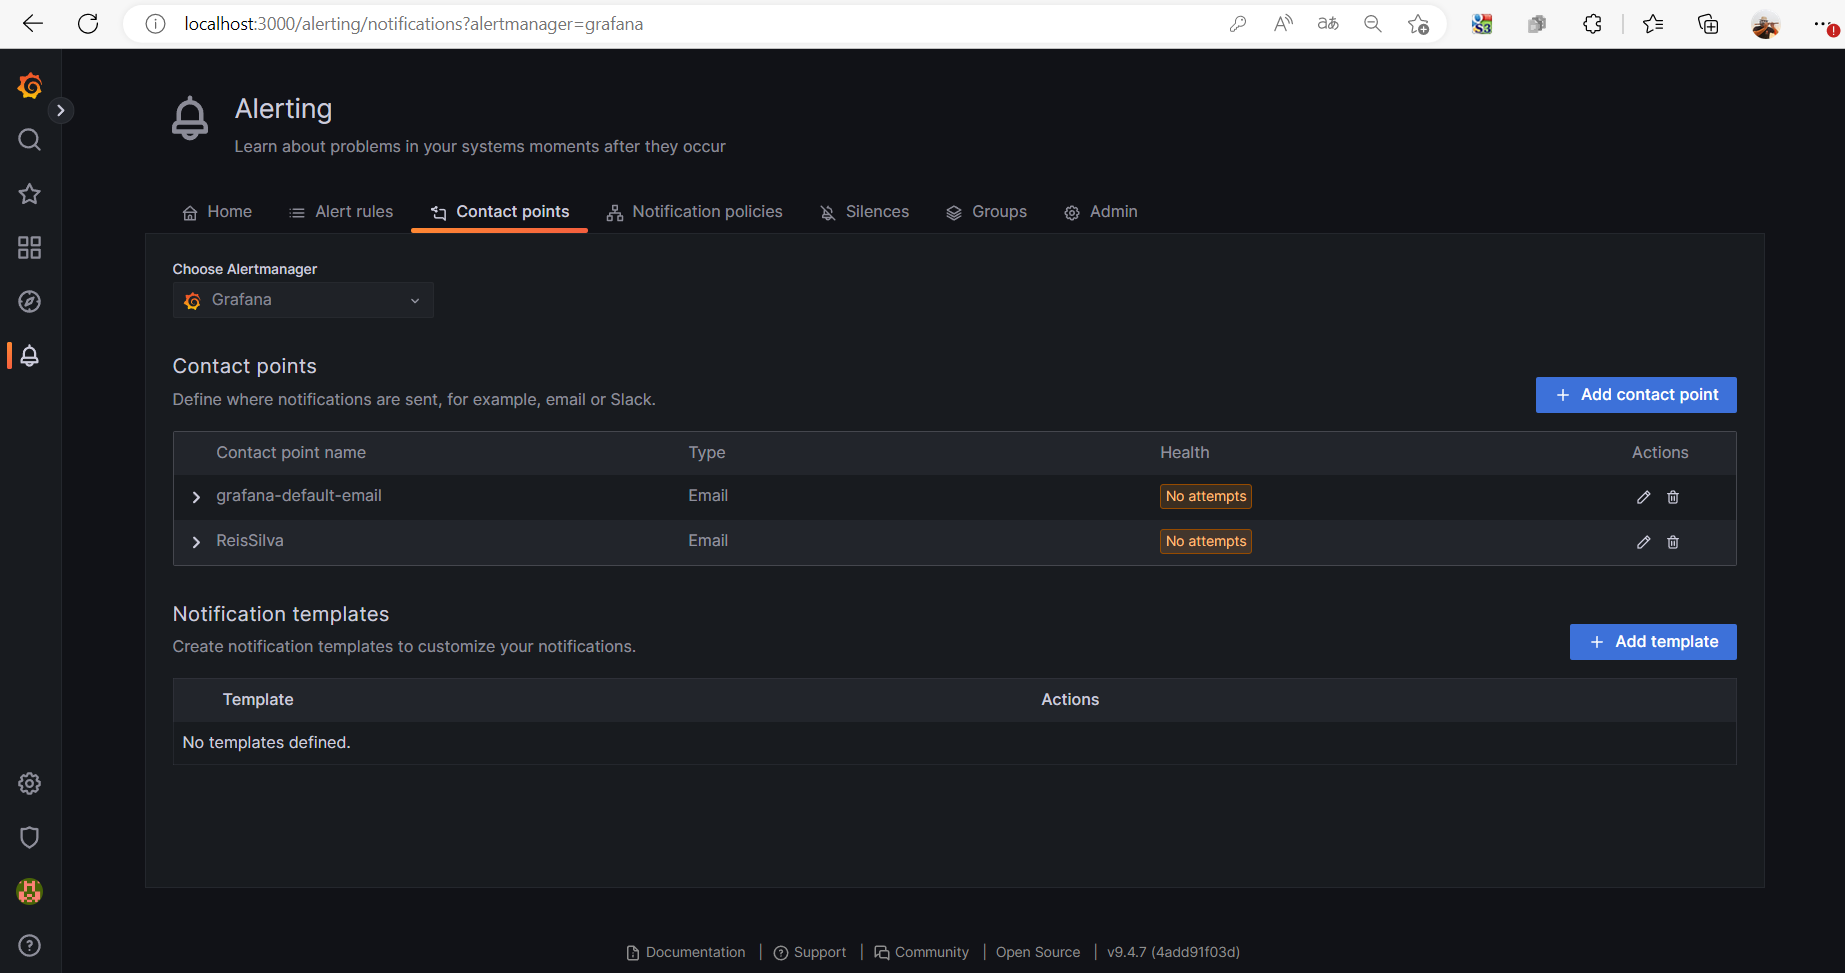 localhost:3000/alerting/notifications?alertmanager=grafana
Alerting
Learn about problems in your systems moments after they occur
Home Alert rules Contact points Notification policies Silences Groups Admin
Choose Alertmanager
Grafana
Contact points
Define where notifications are sent, for example, email or Slack.
+ Add contact point
Contact point name Type Health Actions
grafana-default-email Email No attempts
ReisSilva Email No attempts
Notification templates
Create notification templates to customize your notifications.
+ Add template
Template Actions
No templates defined.
Documentation | Support | Community | Open Source | v9.4.7 (4add91f03d)